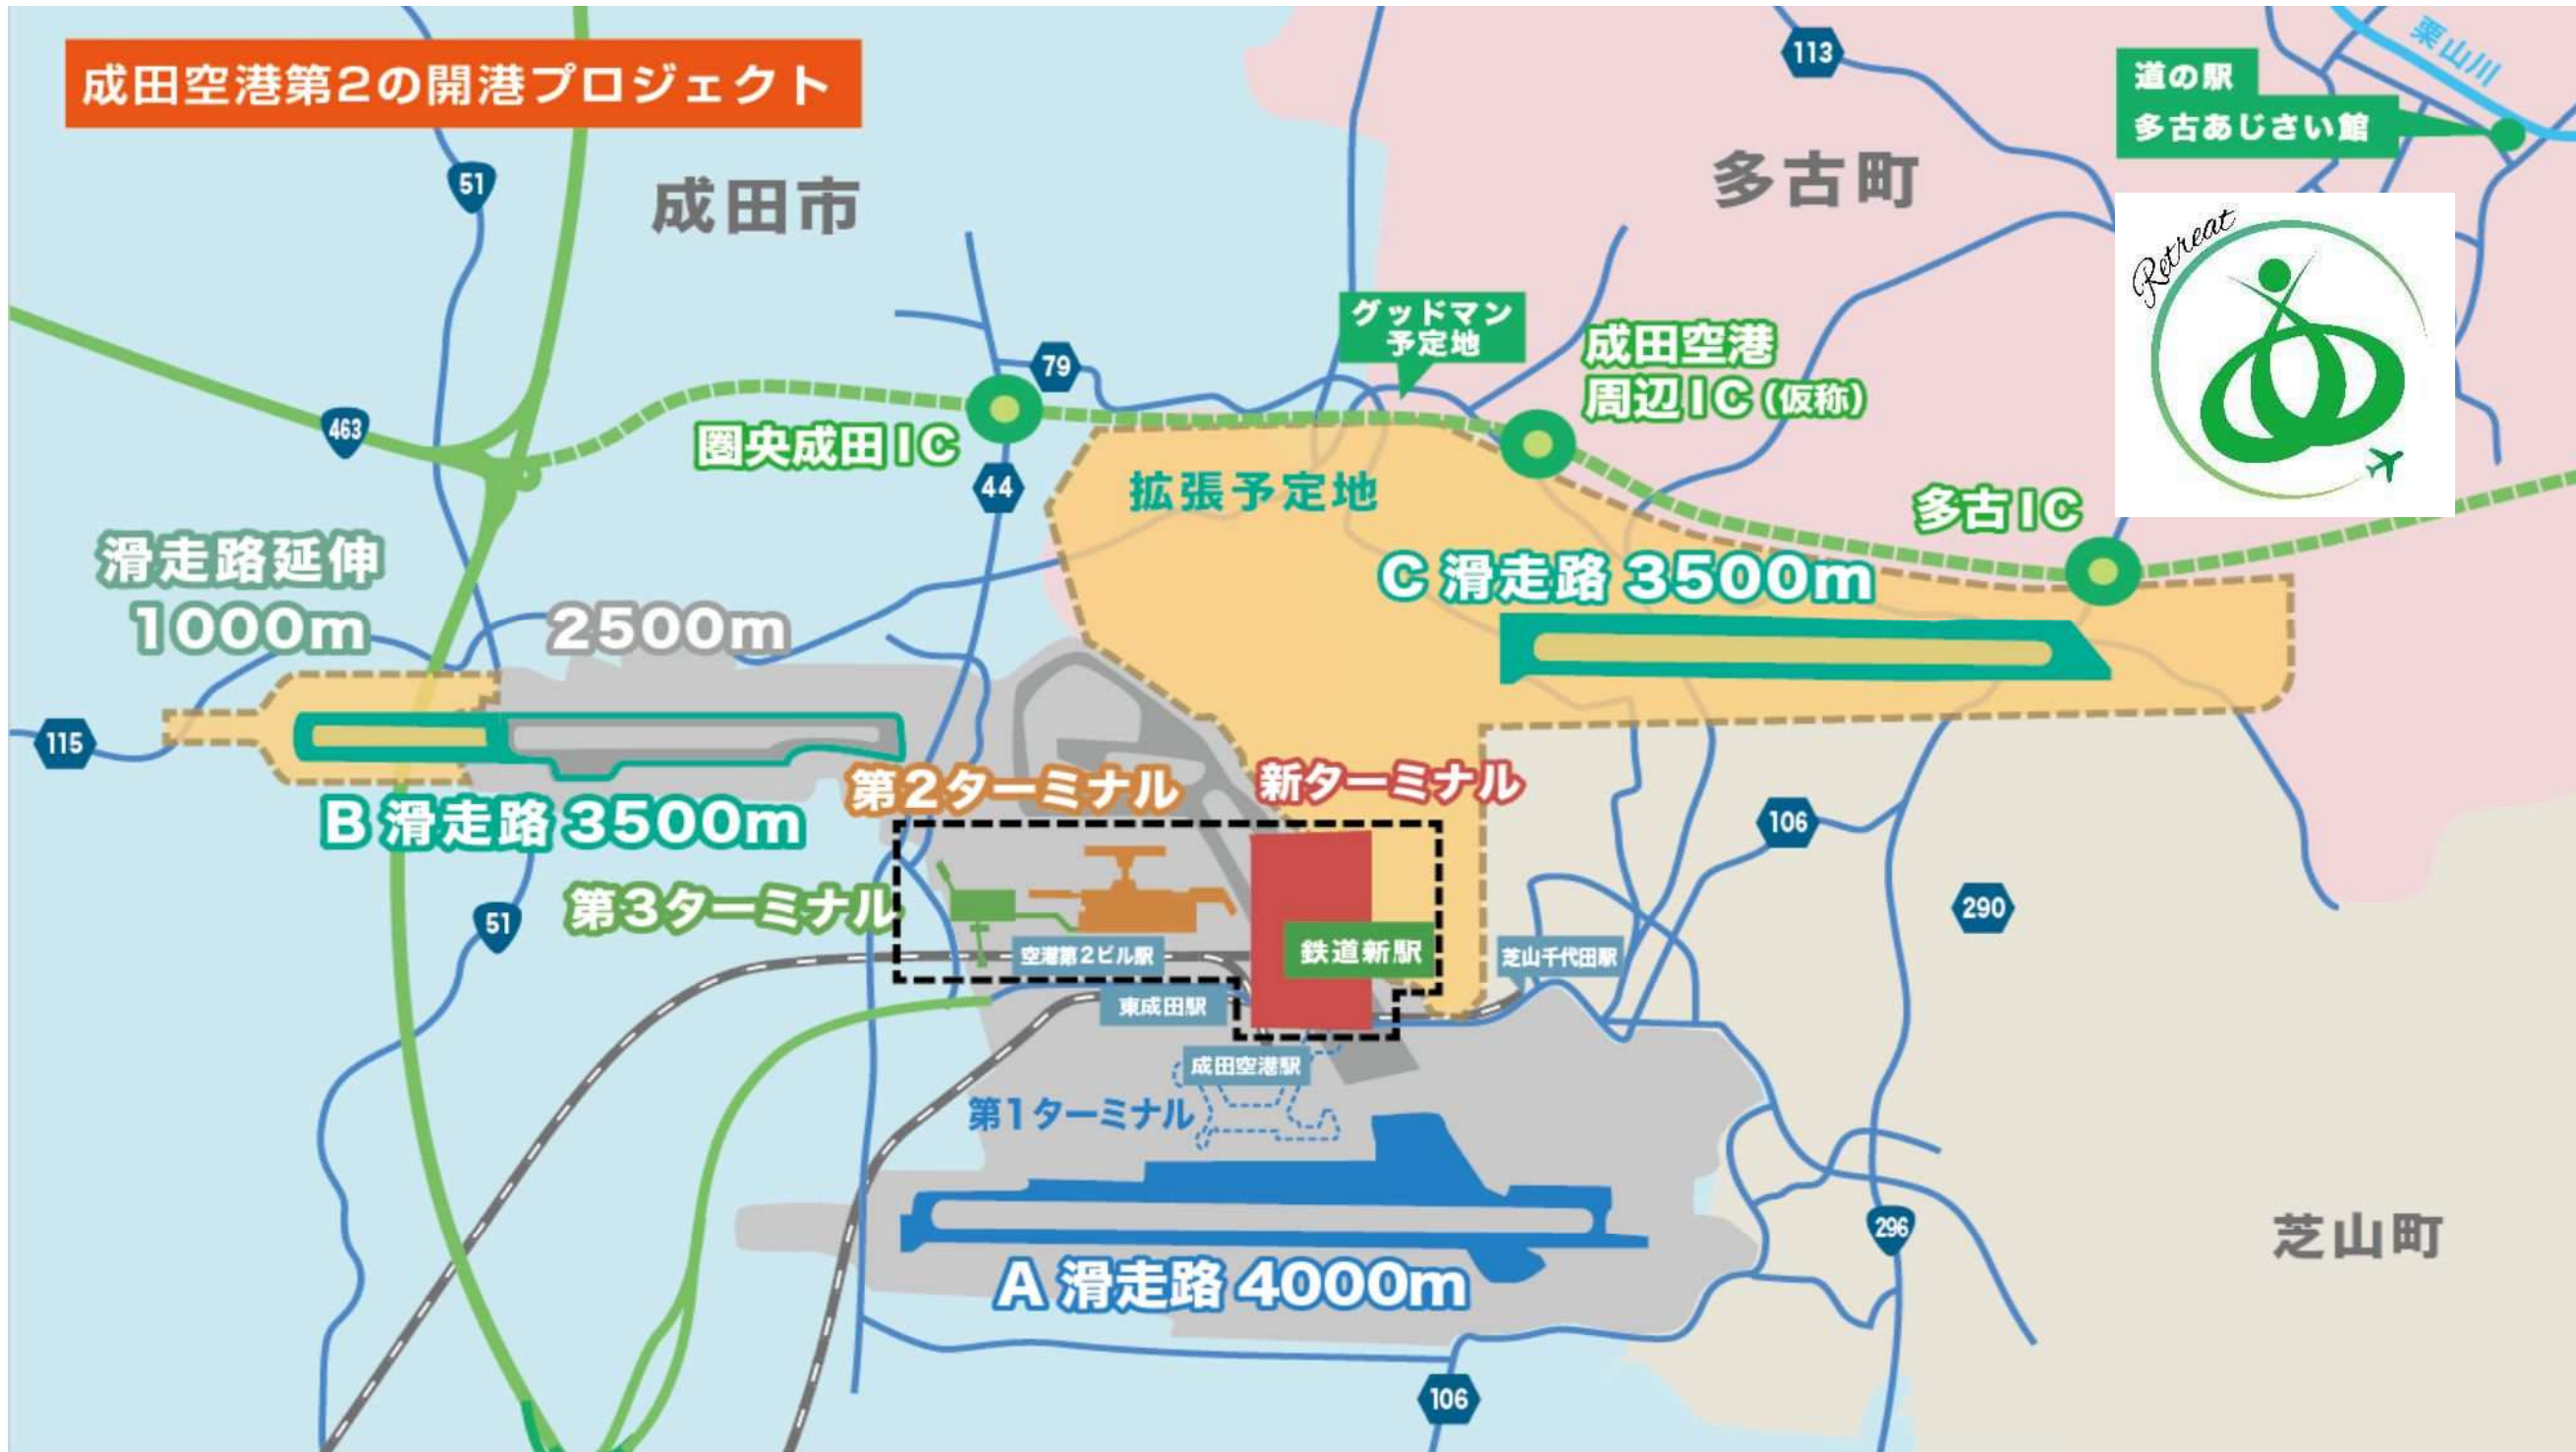 成田空港第2の開港プロジェクト
113
栗山川
道の駅
多古あじさい館
51
成田市
多古町
Retreat
グッドマン
予定地
成田空港
周辺IC(仮称)
79
463
圏央成田IC
44
拡張予定地
多古IC
滑走路延伸
1000m
2500m
C 滑走路 3500m
115
B 滑走路 3500m
第2ターミナル
新ターミナル
106
第3ターミナル
51
290
空港第2ビル駅
鉄道新駅
芝山千代田駅
東成田駅
成田空港駅
第1ターミナル
296
芝山町
A 滑走路 4000m
106